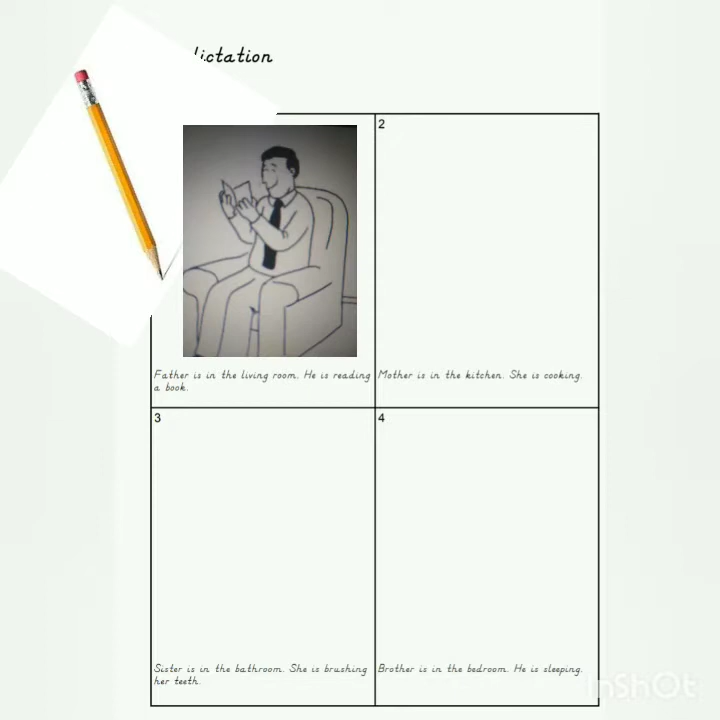 ictation
2
Father is in the living room. He is reading
a book.
Mother is in the kitchen. She is cooking.
3
4
Sister is in the bathroom. She is brushing
her teeth.
Brother is in the bedroom. He is sleeping.
InShOt